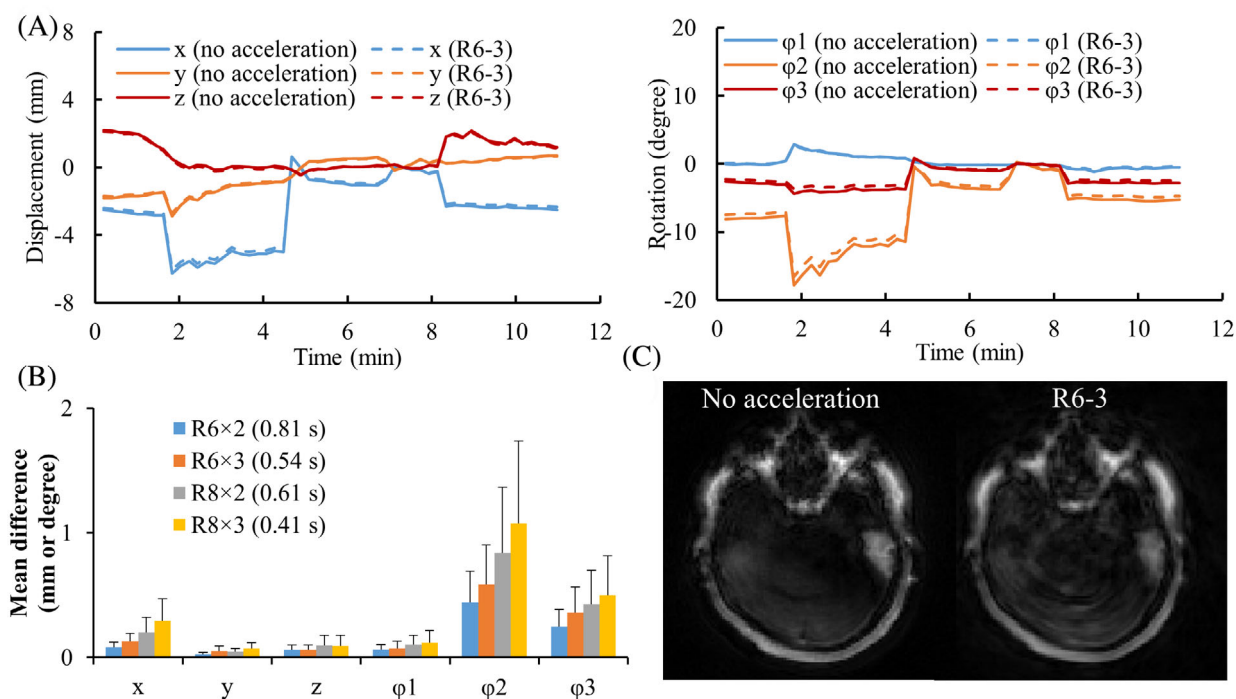 (A)
8
4
0
-4
-8
Displacement (mm)
x (no acceleration) x (R6-3)
y (no acceleration) y (R6-3)
z (no acceleration) z (R6-3)
0 2 4 6 8 10 12
Time (min)
20
10
0
-10
-20
Rotation (degree)
φ1 (no acceleration) φ1 (R6-3)
φ2 (no acceleration) φ2 (R6-3)
φ3 (no acceleration) φ3 (R6-3)
0 2 4 6 8 10 12
Time (min)
(B)
2
1
0
Mean difference
(mm or degree)
R6×2 (0.81 s)
R6×3 (0.54 s)
R8×2 (0.61 s)
R8×3 (0.41 s)
x y z φ1 φ2 φ3
(C)
No acceleration R6-3